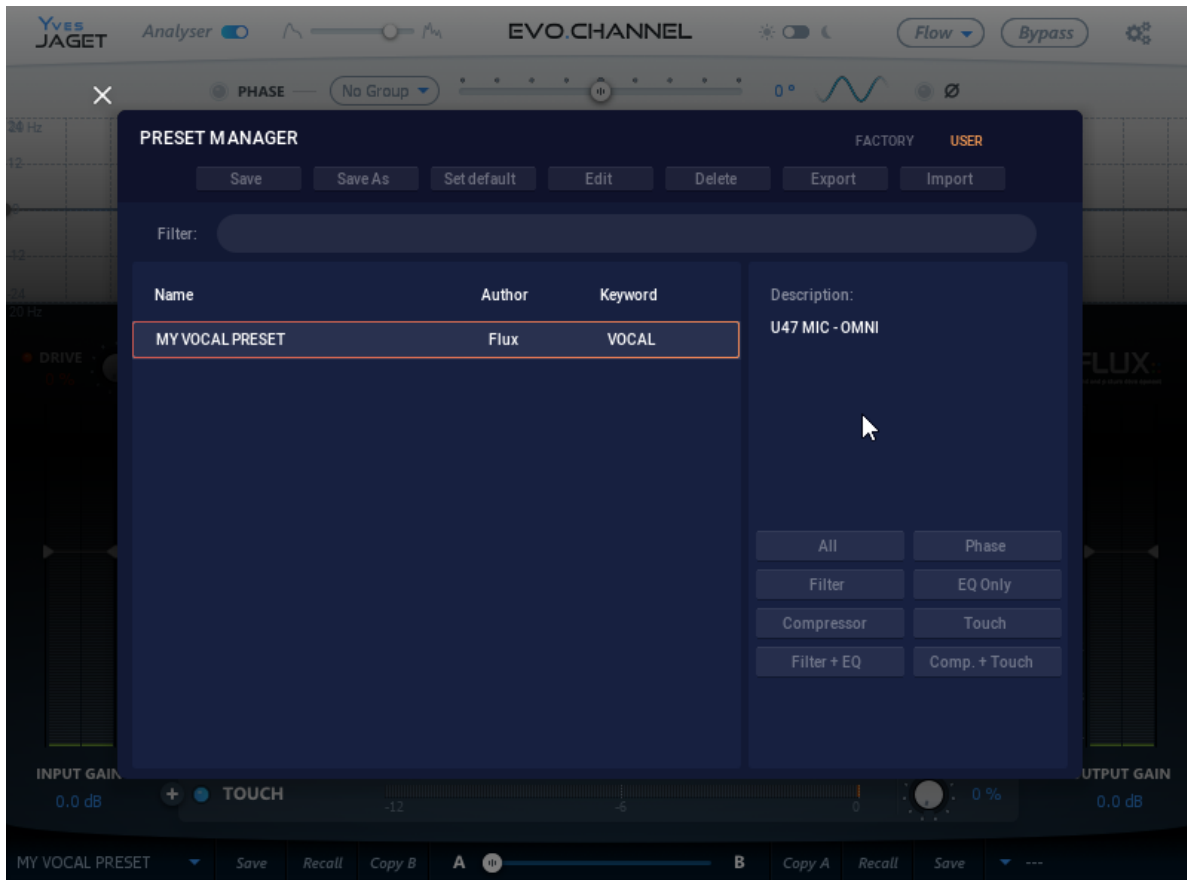 YVES JAGET Analyser EVO.CHANNEL Flow Bypass
PHASE No Group 0 ° Ø
PRESET MANAGER FACTORY USER
Save Save As Set default Edit Delete Export Import
Filter:
Name Author Keyword Description:
MY VOCAL PRESET Flux VOCAL U47 MIC - OMNI
20 Hz
DRIVE FLUX::
All Phase
Filter EQ Only
Compressor Touch
Filter + EQ Comp. + Touch
INPUT GAIN UTPUT GAIN
0.0 dB + TOUCH -12 -6 0 0 % 0.0 dB
MY VOCAL PRESET Save Recall Copy B A B Copy A Recall Save ---